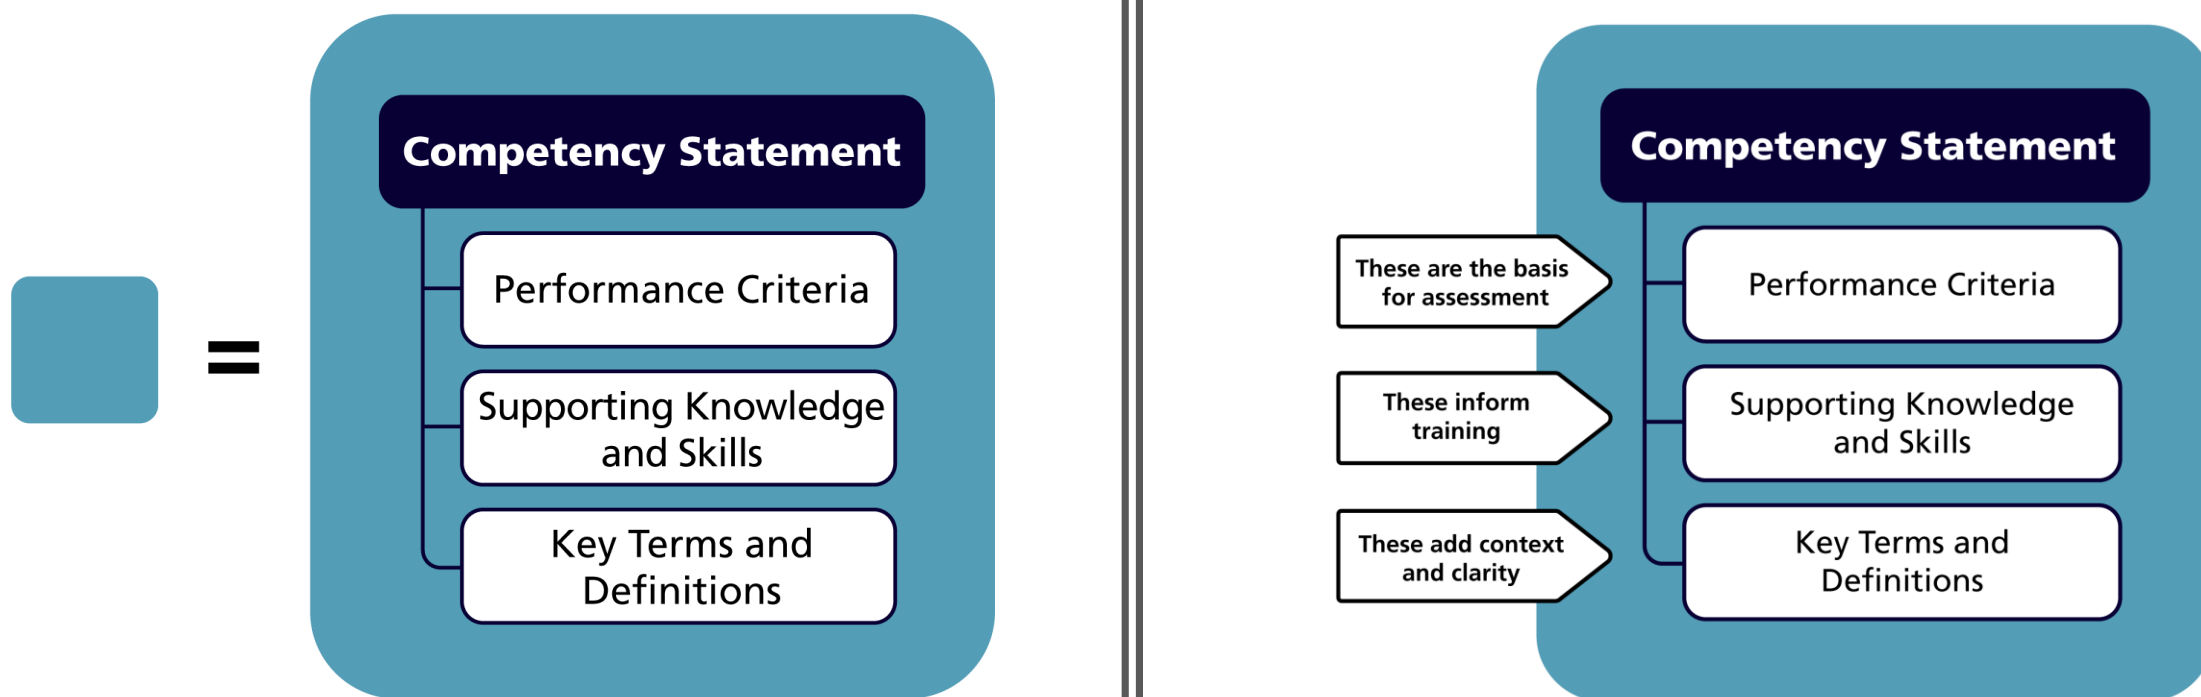 =
Competency Statement
Performance Criteria
Supporting Knowledge
and Skills
Key Terms and
Definitions
Competency Statement
These are the basis
for assessment
Performance Criteria
These inform
training
Supporting Knowledge
and Skills
These add context
and clarity
Key Terms and
Definitions